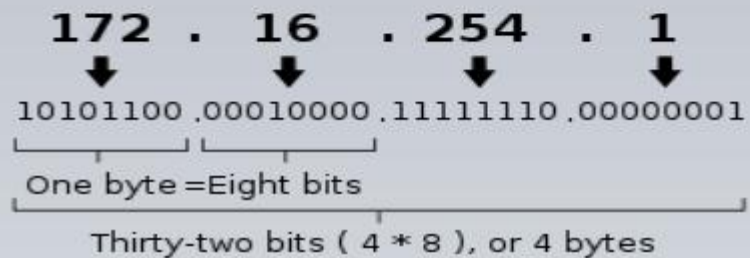 172 . 16 . 254 . 1
10101100 .00010000 .11111110 .00000001
One byte =Eight bits
Thirty-two bits ( 4 * 8 ), or 4 bytes